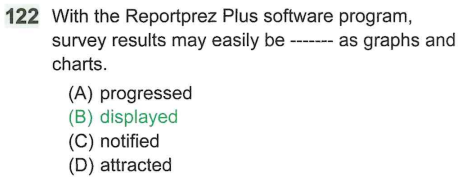 122 With the Reportprez Plus software program,
survey results may easily be ------- as graphs and
charts.
(A) progressed
(B) displayed
(C) notified
(D) attracted